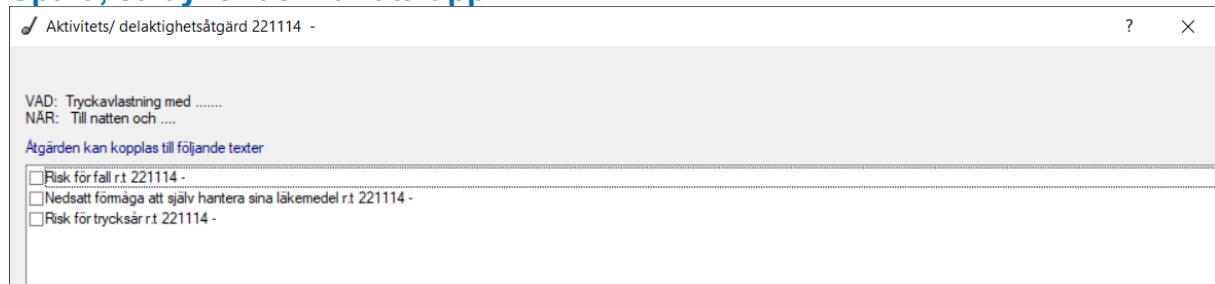 Aktivitets/ delaktighetsåtgärd 221114 -
VAD: Tryckavlastning med .......
NÄR: Till natten och ....
Åtgärden kan kopplas till följande texter
Risk för fall r.t 221114 -
Nedsatt förmåga att själv hantera sina läkemedel r.t 221114 -
Risk för trycksår r.t 221114 -